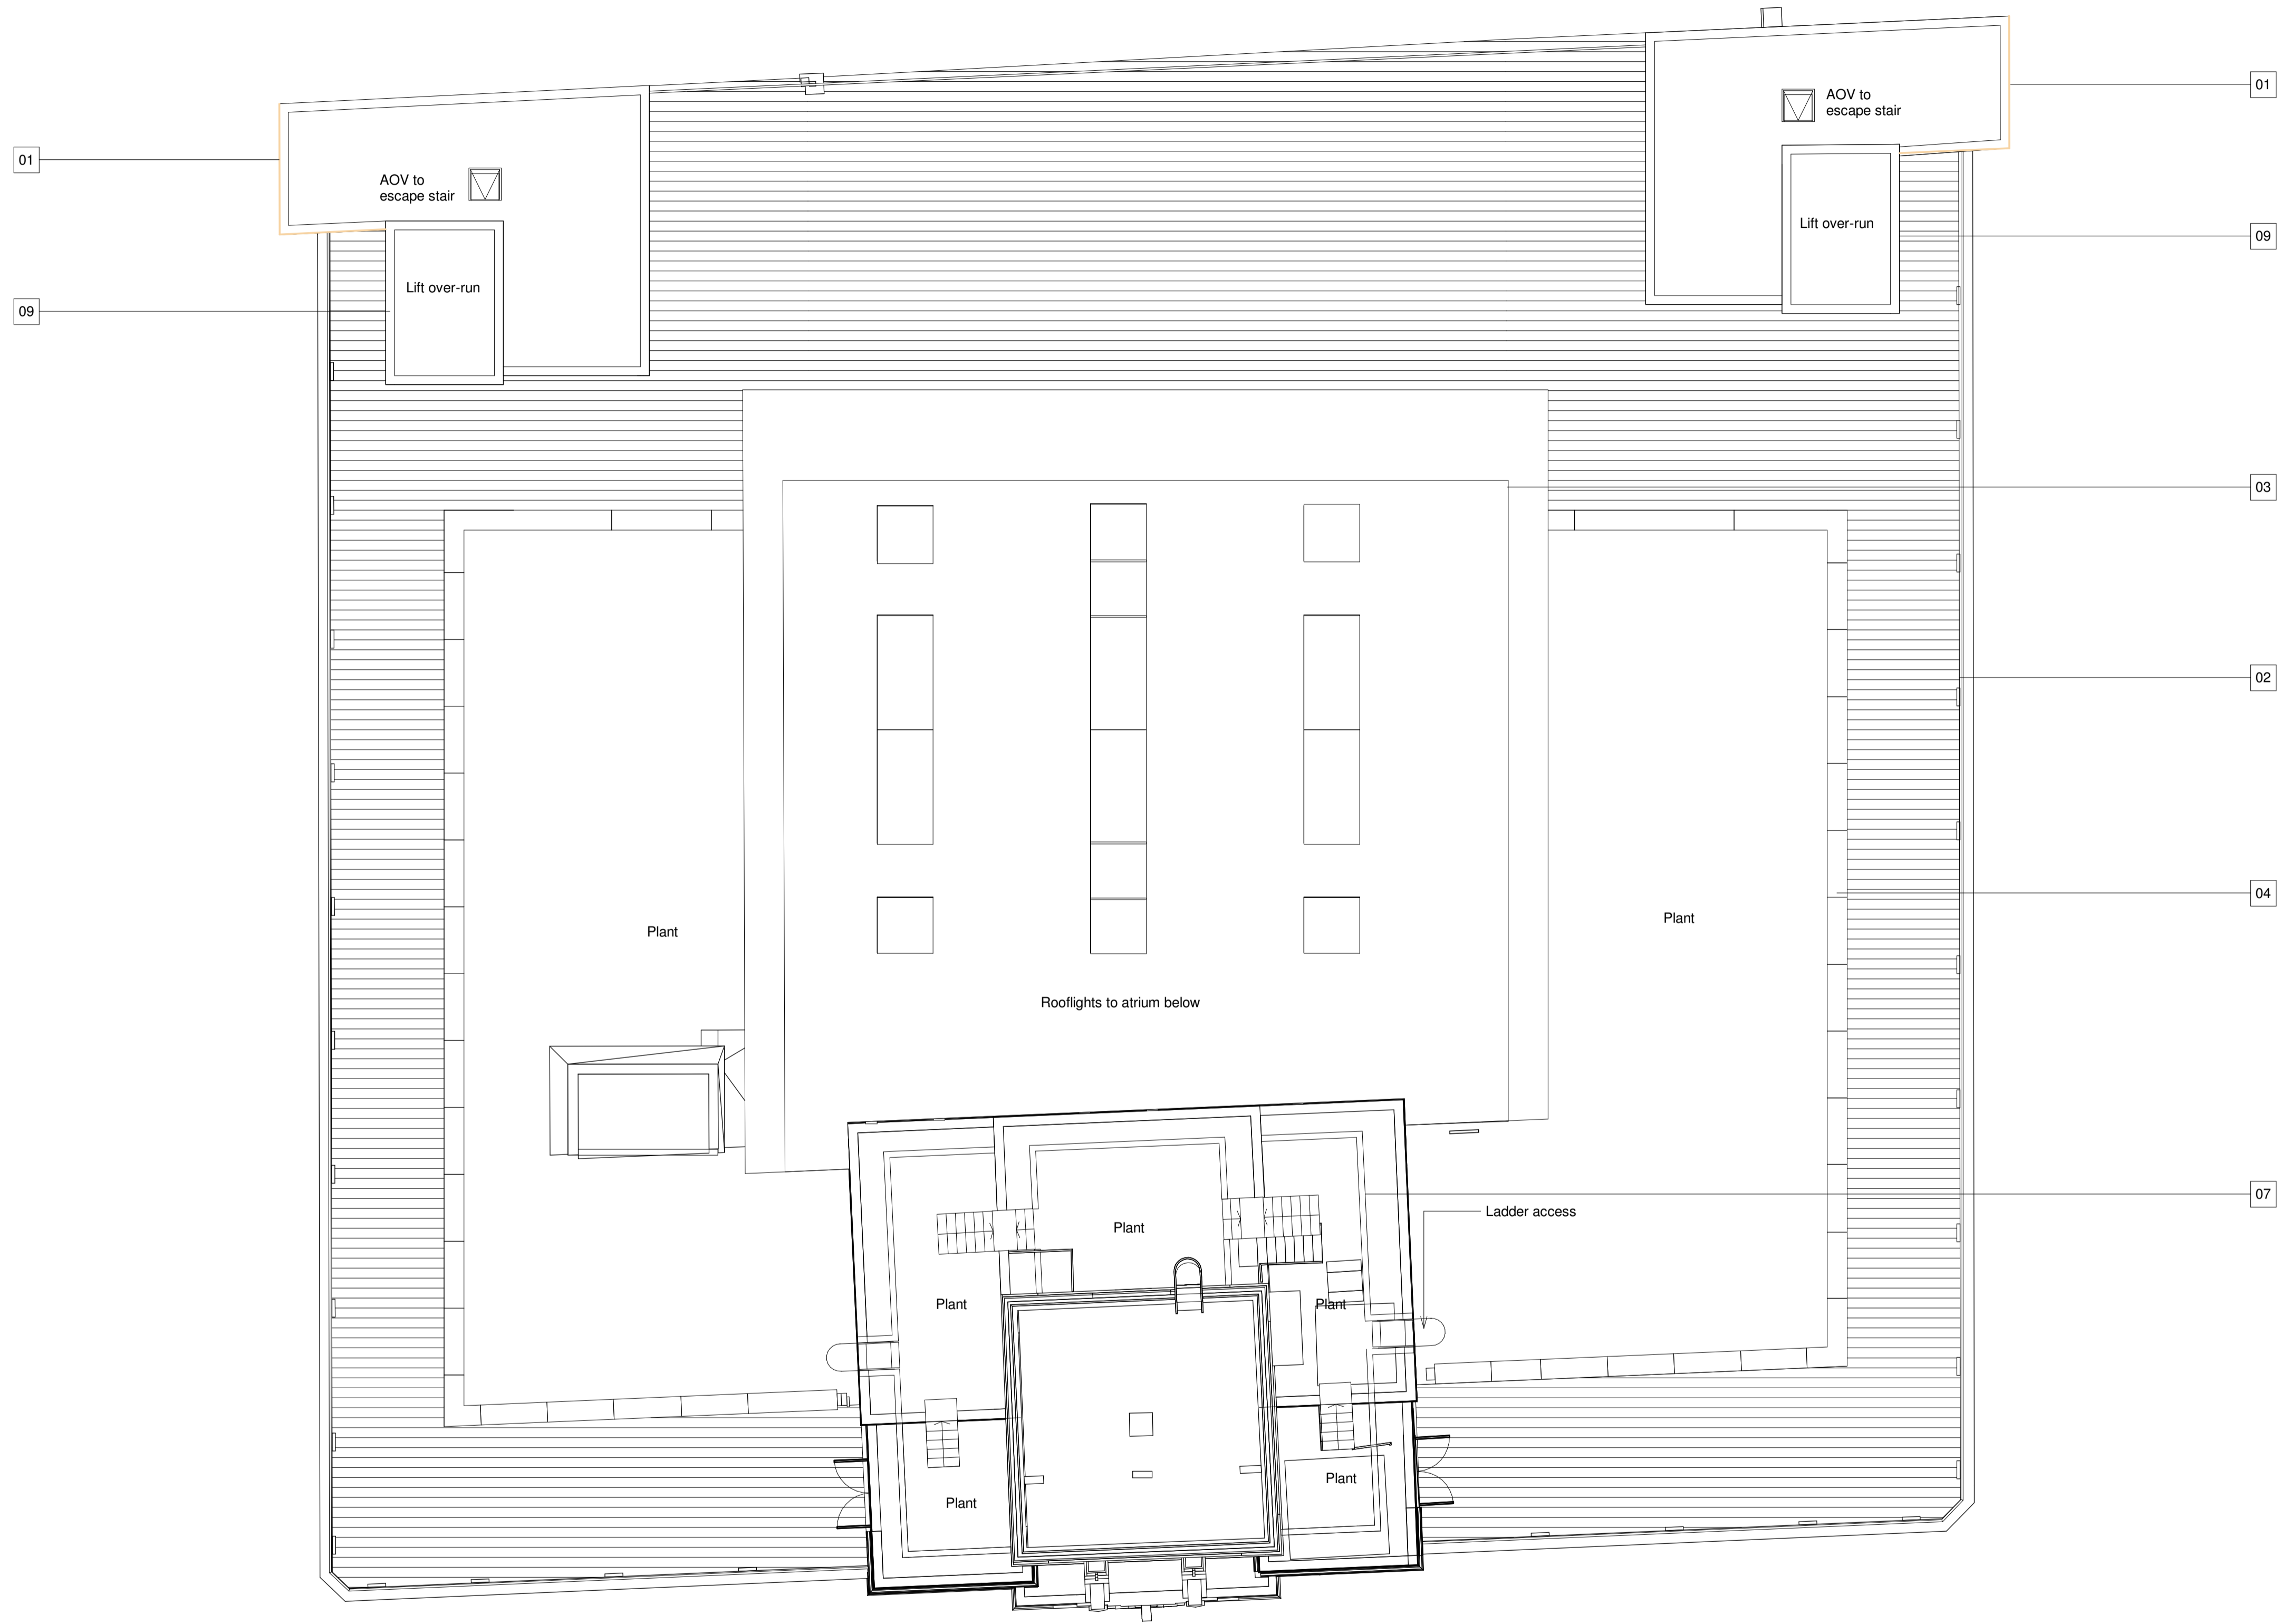 01
AOV to
escape stair
01
AOV to
escape stair
Lift over-run
09
Lift over-run
09
03
02
04
Plant
Plant
Rooflights to atrium below
07
Ladder access
Plant
Plant
Plant
Plant
Plant